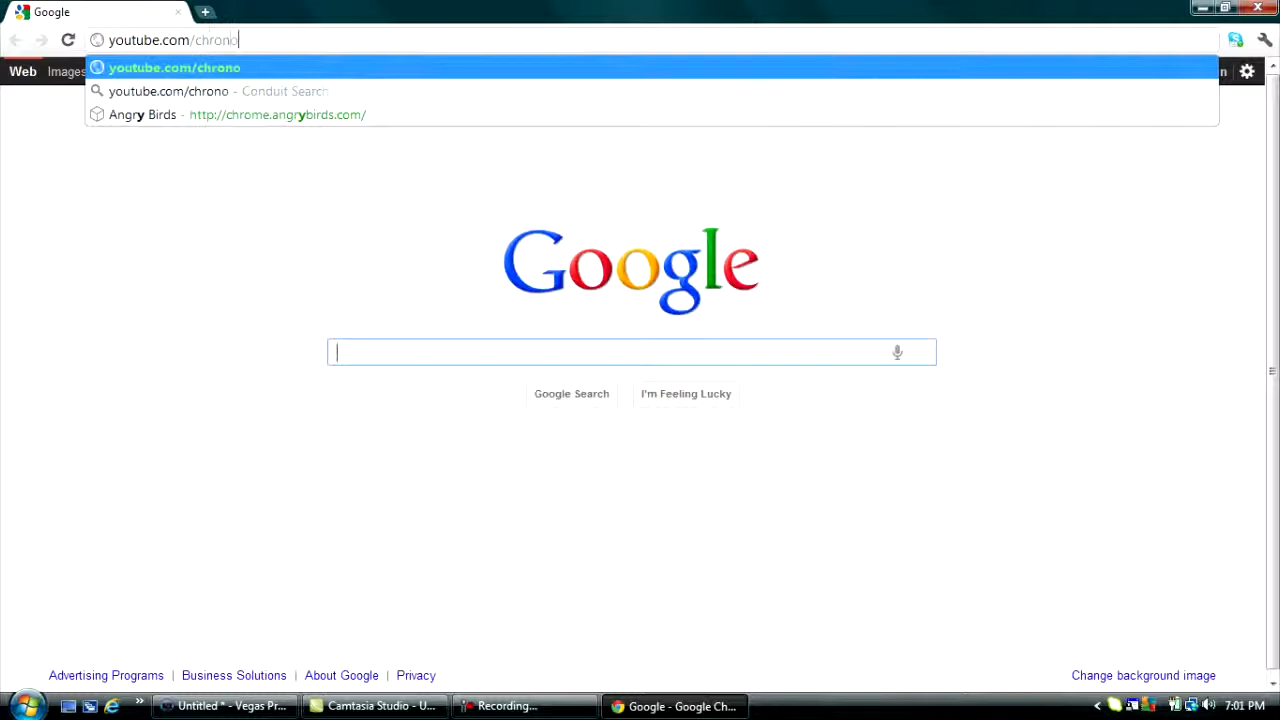 Google
youtube.com/chrono
youtube.com/chrono
Web Images
youtube.com/chrono - Conduit Search
Angry Birds - http://chrome.angrybirds.com/
Google
Google Search I'm Feeling Lucky
Advertising Programs | Business Solutions | About Google | Privacy Change background image
Untitled * - Vegas Pr... Camtasia Studio - U... Recording... Google - Google Ch... 7:01 PM